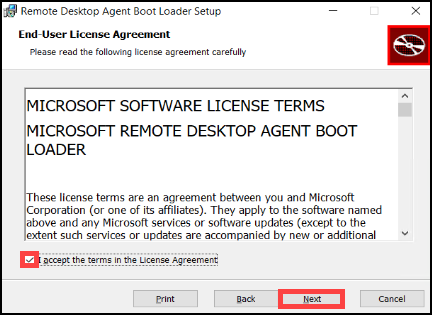 Remote Desktop Agent Boot Loader Setup
End-User License Agreement
Please read the following license agreement carefully
MICROSOFT SOFTWARE LICENSE TERMS
MICROSOFT REMOTE DESKTOP AGENT BOOT
LOADER
These license terms are an agreement between you and Microsoft
Corporation (or one of its affiliates). They apply to the software named
above and any Microsoft services or software updates (except to the
extent such services or updates are accompanied by new or additional
I accept the terms in the License Agreement
Print Back Next Cancel